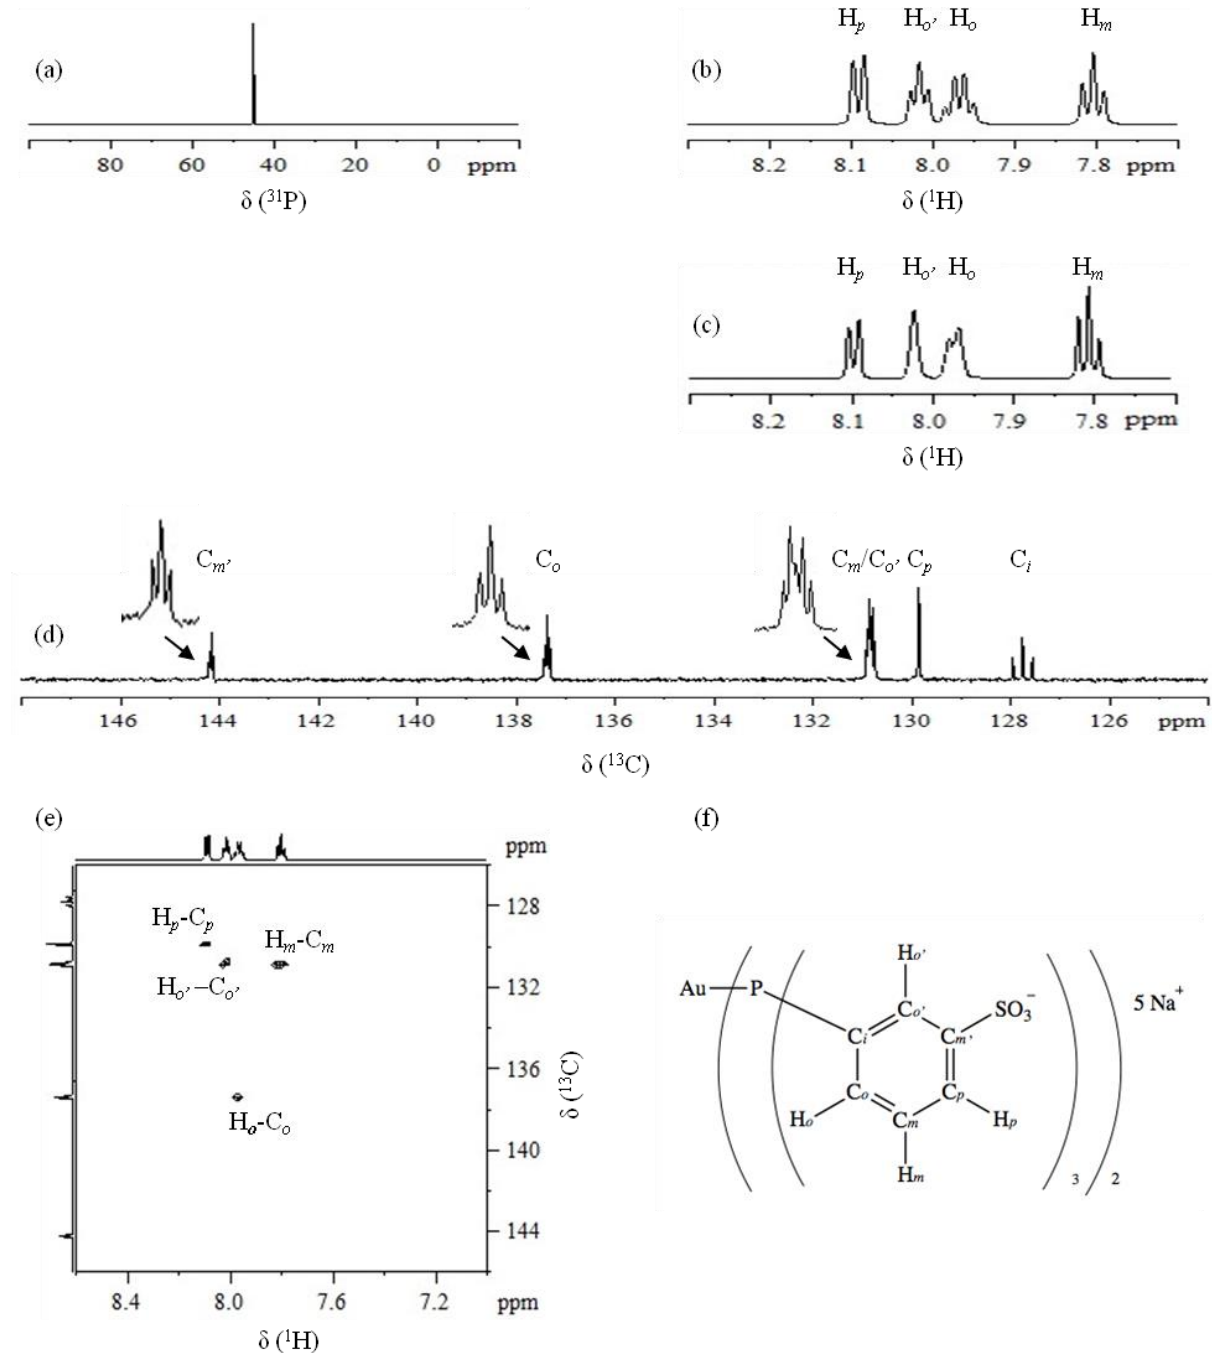 (a)
80 60 40 20 0 ppm
δ (³¹P)
(b)
Hₚ Hₒ’ Hₒ Hₘ
8.2 8.1 8.0 7.9 7.8 ppm
δ (¹H)
(c)
Hₚ Hₒ’ Hₒ Hₘ
8.2 8.1 8.0 7.9 7.8 ppm
δ (¹H)
(d)
Cₘ’ Cₒ Cₘ/Cₒ’ Cₚ Cᵢ
146 144 142 140 138 136 134 132 130 128 126 ppm
δ (¹³C)
(e)
ppm
128
132
136
140
144
Hₚ-Cₚ
Hₘ-Cₘ
Hₒ’–Cₒ’
Hₒ-Cₒ
δ (¹³C)
8.4 8.0 7.6 7.2 ppm
δ (¹H)
(f)
Hₒ’
Au P
Cₒ’ SO₃⁻ 5 Na⁺
Cᵢ Cₘ’
Cₒ Cₚ
Hₒ Cₘ Hₚ
Hₘ
3 2